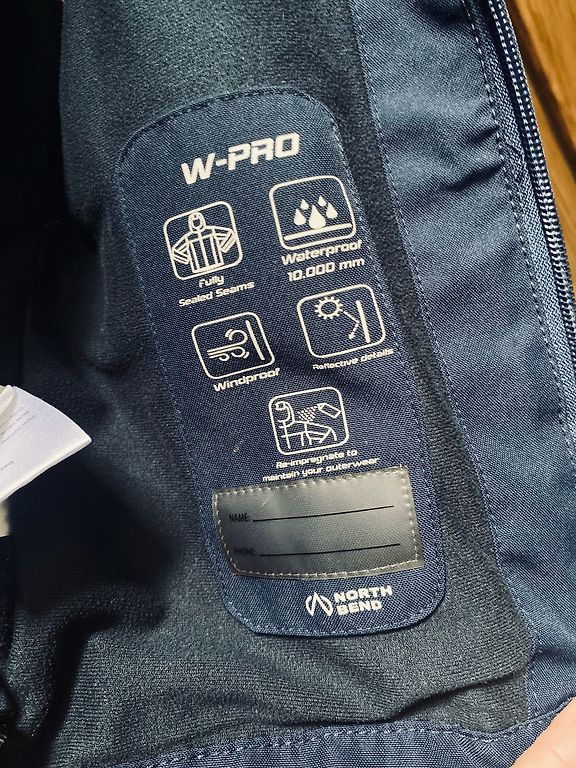 W-PRO
Fully
Sealed Seams
Waterproof
10.000 mm
Windproof
Reflective details
Re-impregnate to
maintain your outerwear
NAME:
PHONE:
NORTH
BEND